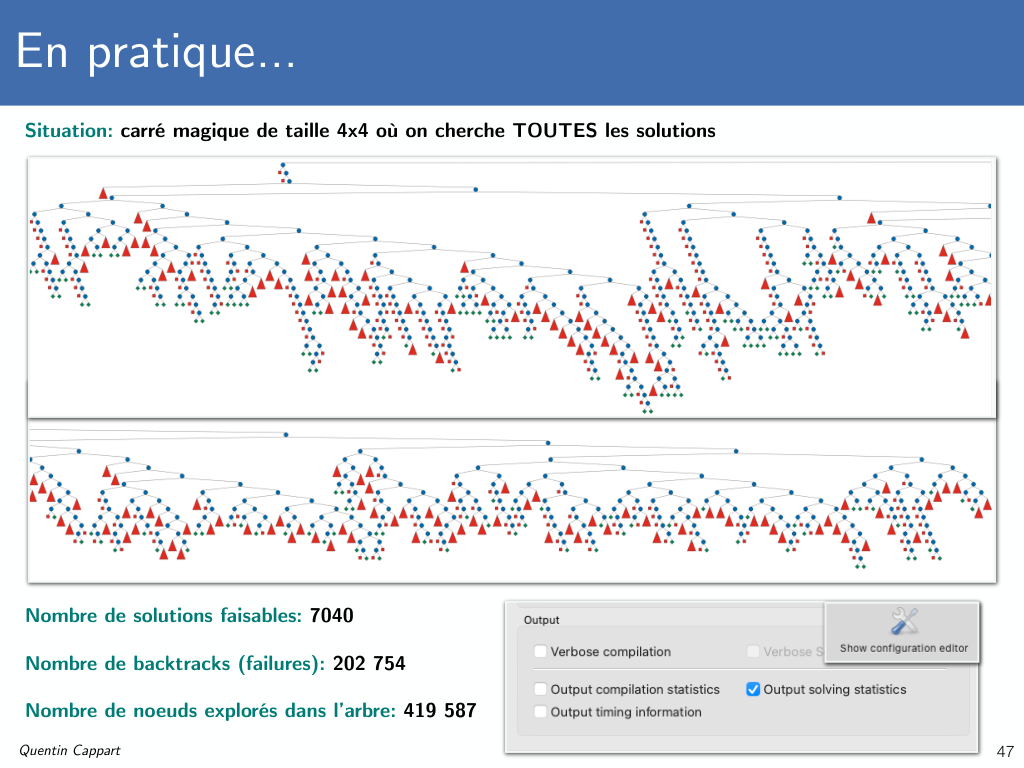 En pratique...
Situation: carré magique de taille 4x4 où on cherche TOUTES les solutions
Nombre de solutions faisables: 7040
Nombre de backtracks (failures): 202 754
Nombre de noeuds explorés dans l'arbre: 419 587
Output
Verbose compilation
Verbose S
Show configuration editor
Output compilation statistics
Output solving statistics
Output timing information
Quentin Cappart
47